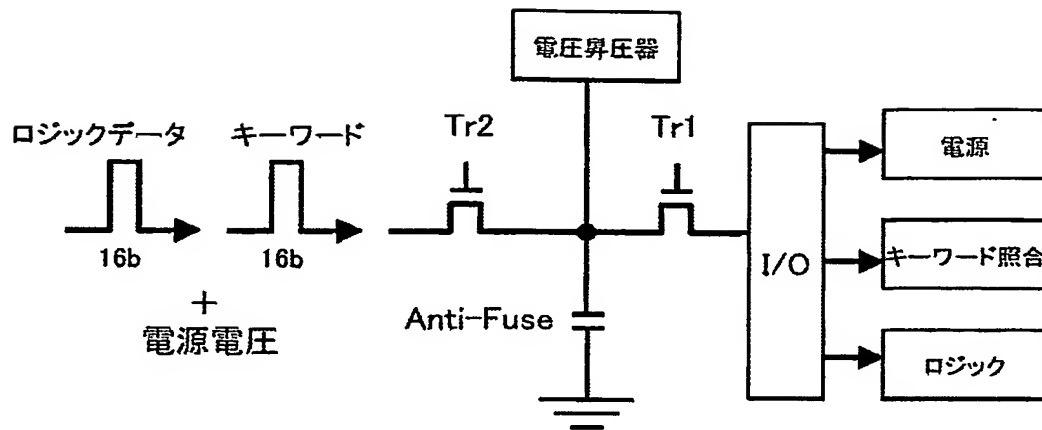 電圧昇圧器
ロジックデータ
キーワード
Tr2
Tr1
電源
16b
16b
キーワード照合
I/O
+
電源電圧
Anti-Fuse
ロジック